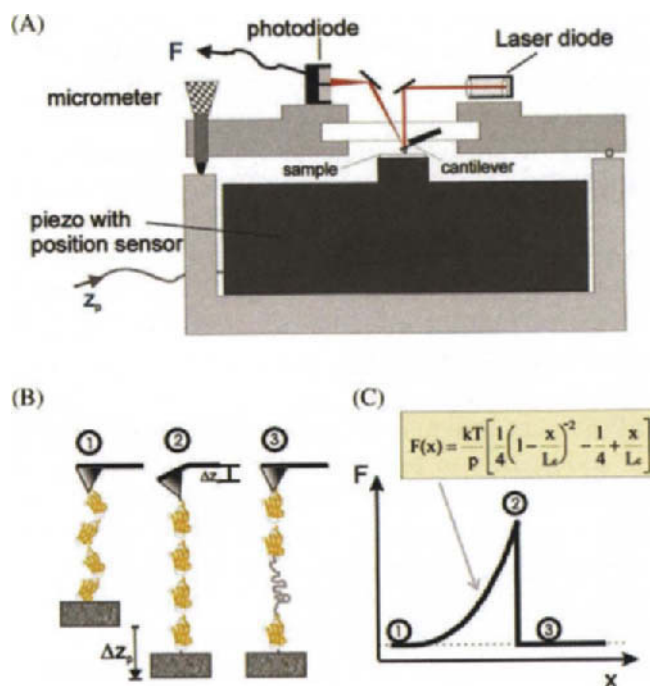 (A)
photodiode
Laser diode
F
micrometer
sample
cantilever
piezo with
position sensor
Zₚ
(B)
① ② ③
Δz
Δzₚ
(C)
F(x) = kT/p [1/4 (1 - x/Lc)⁻² - 1/4 + x/Lc]
F
②
① ③
x